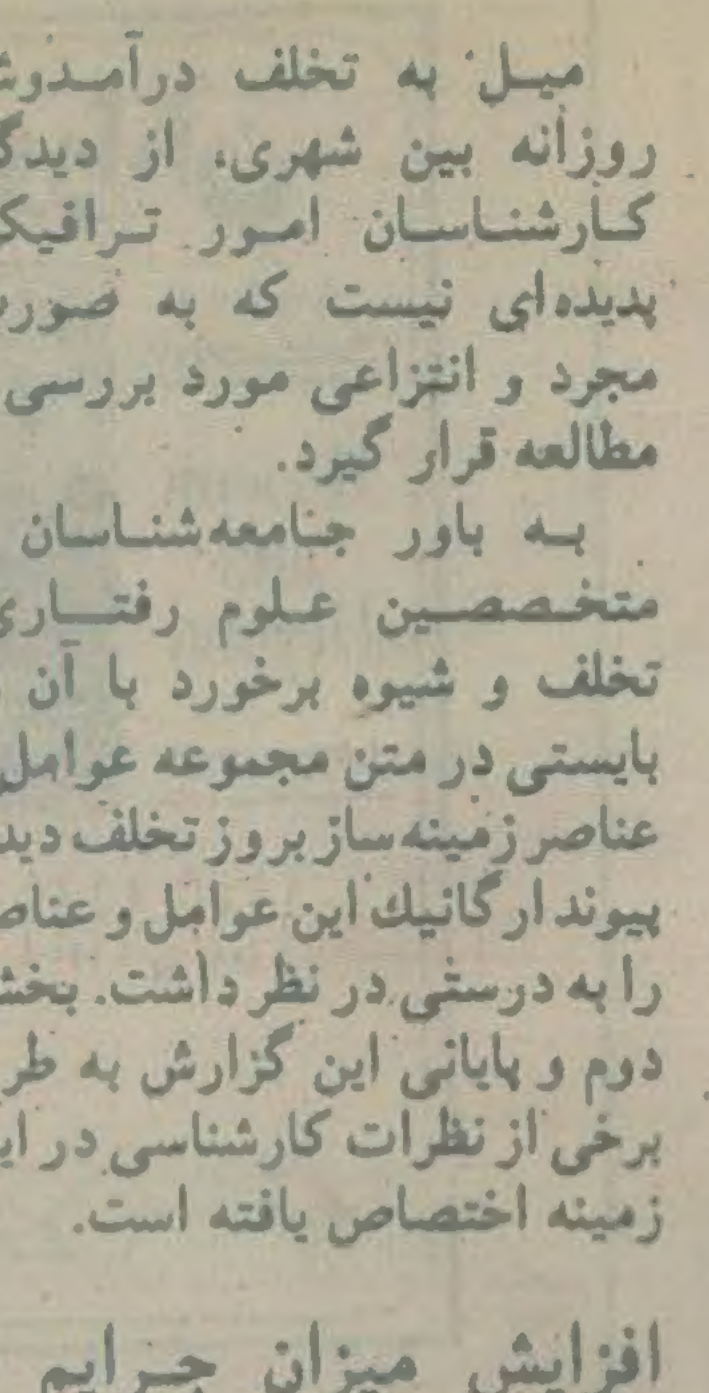 میل به تخلف درآمدوش
روزانه بین شهری، از دیدگ
کارشناسان امور ترافیک
پدیده‌ای نیست که به صورت
مجرد و انتزاعی مورد بررسی
مطالعه قرار گیرد.
به باور جامعه‌شناسان
متخصصین علوم رفتاری
تخلف و شیوه برخورد با آن
بایستی در متن مجموعه عوامل
عناصر زمینه‌ساز بروز تخلف دید
پیوند ارگانیك این عوامل و عناص
را به درستی در نظر داشت. بخش
دوم و پایانی این گزارش به طر
برخی از نظرات کارشناسی در ای
زمینه اختصاص یافته است.
افزایش میزان جرایم